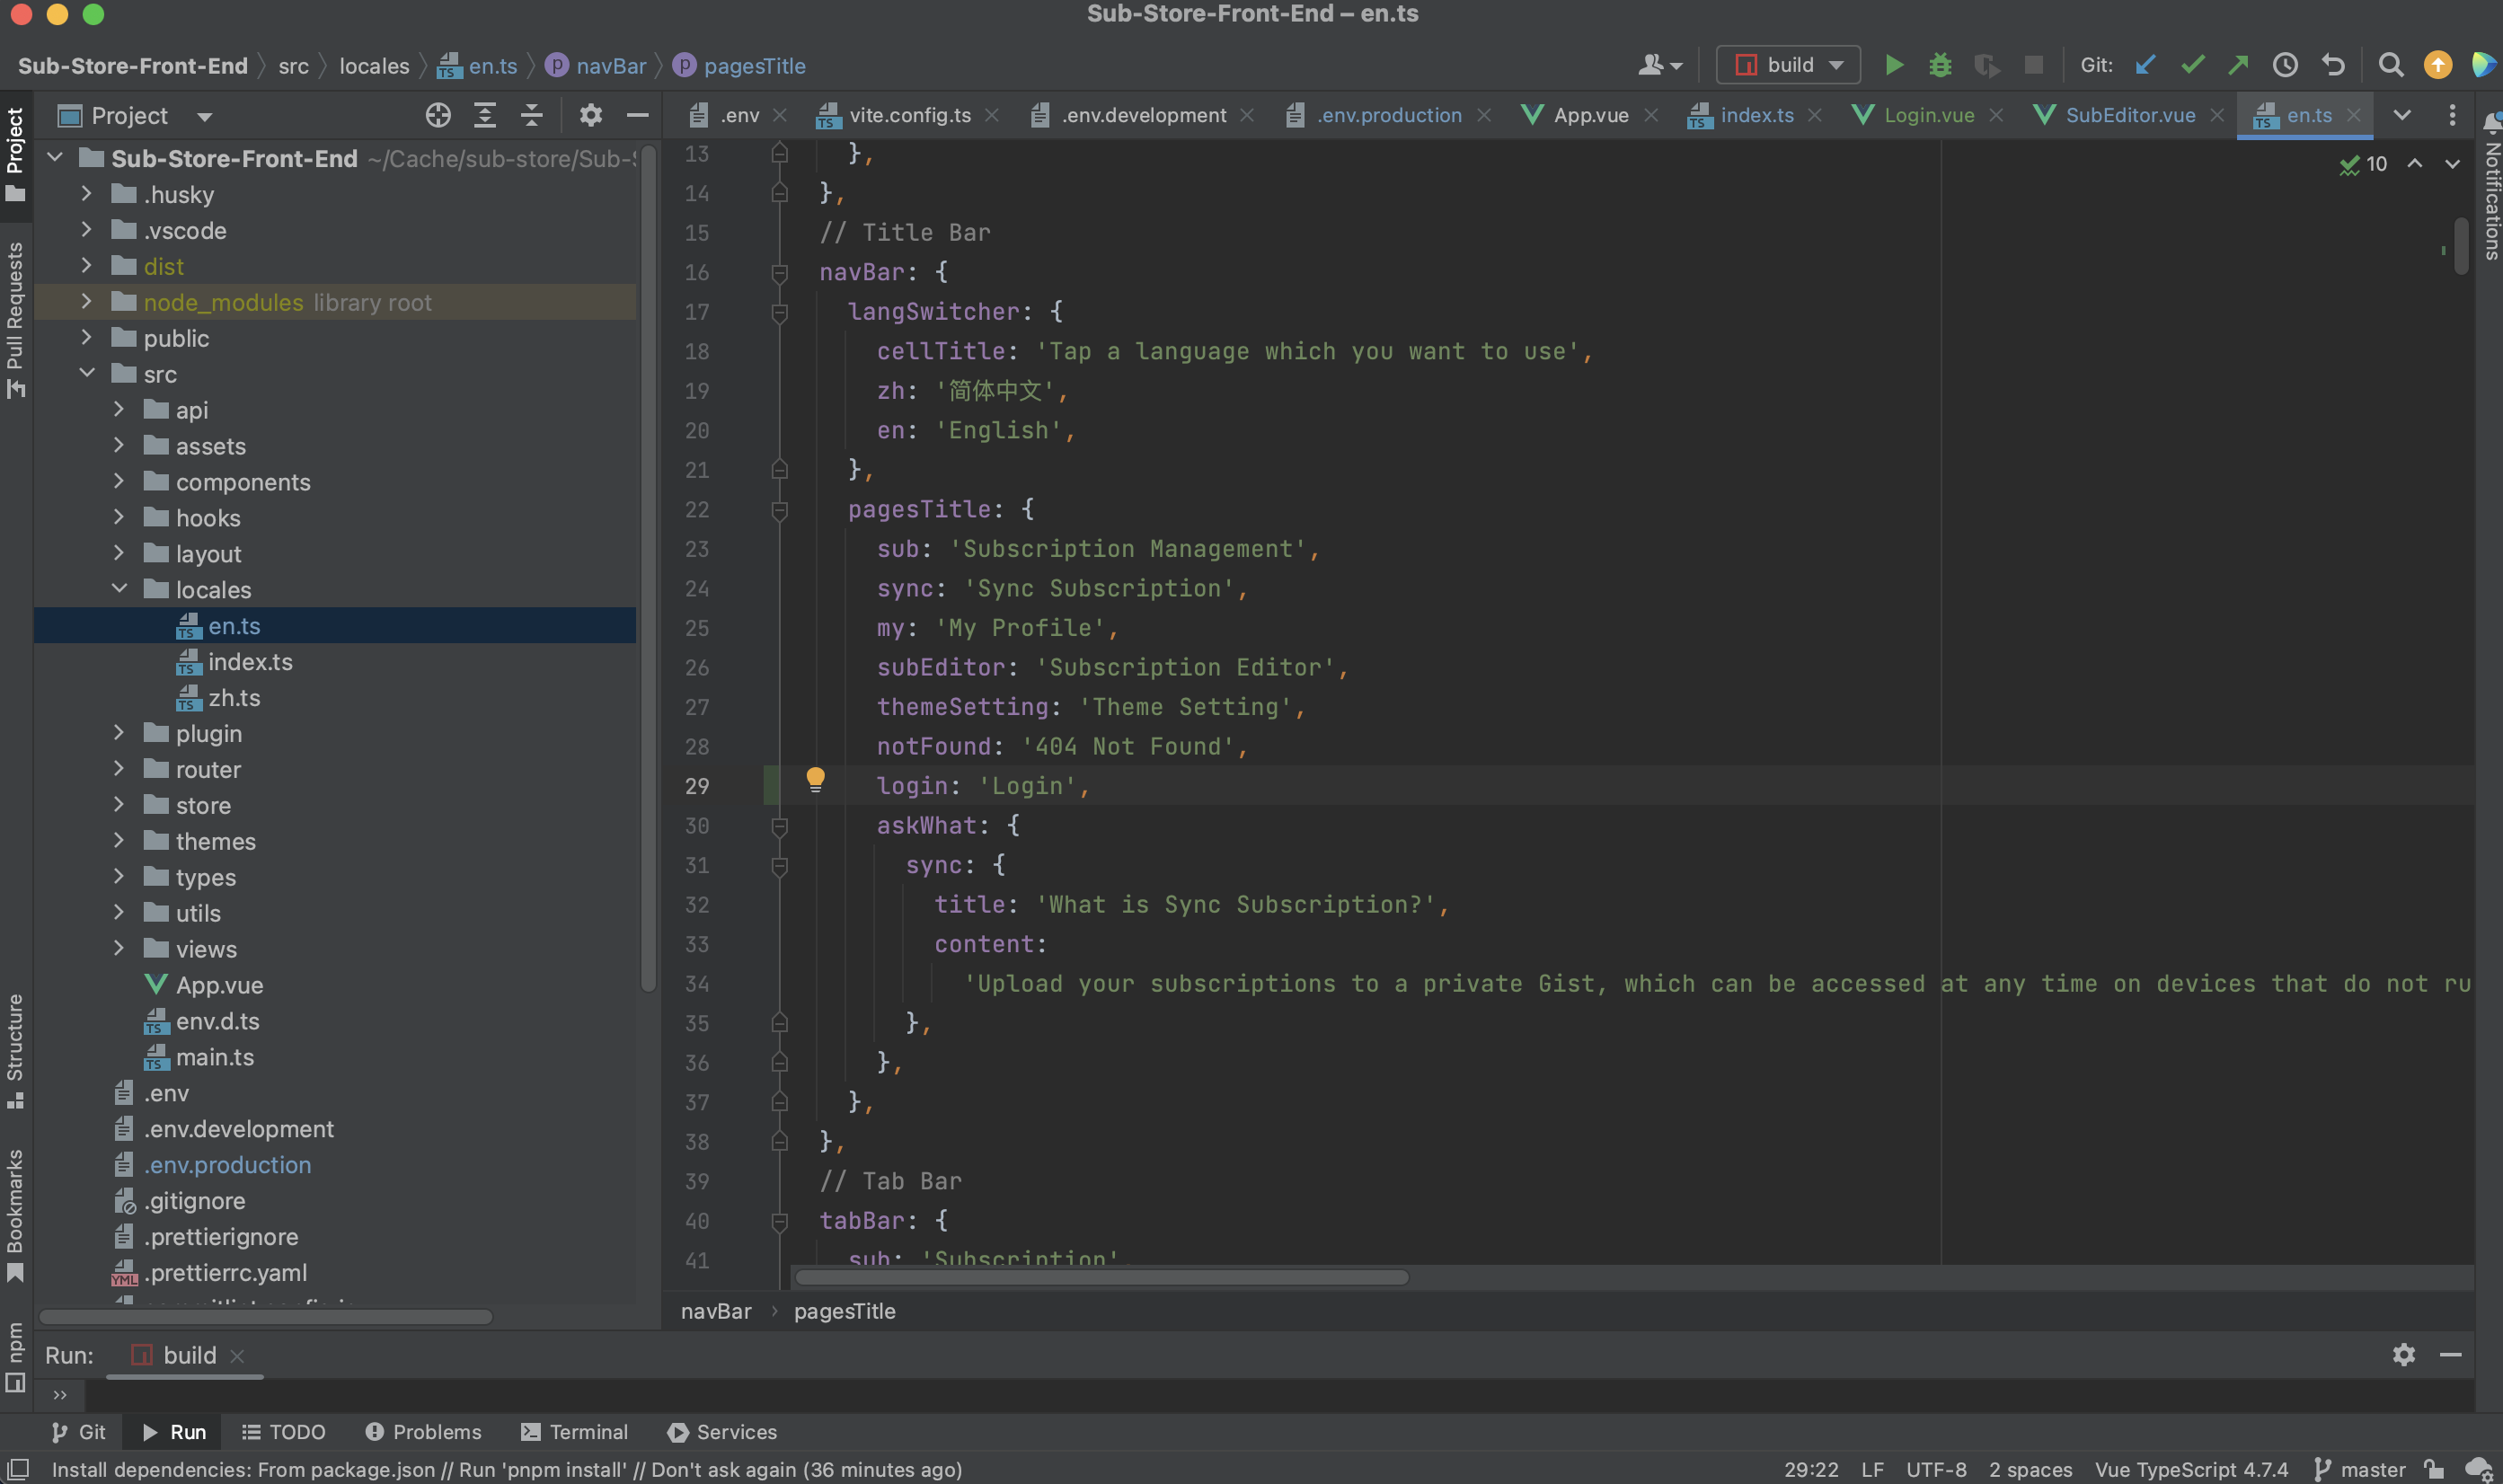 Sub-Store-Front-End – en.ts
Sub-Store-Front-End src locales en.ts navBar pagesTitle
build Git:
Project
.env vite.config.ts .env.development .env.production App.vue index.ts Login.vue SubEditor.vue en.ts
Project
Pull Requests
Structure
Bookmarks
npm
Notifications
Sub-Store-Front-End ~/Cache/sub-store/Sub-
.husky
.vscode
dist
node_modules library root
public
src
api
assets
components
hooks
layout
locales
en.ts
index.ts
zh.ts
plugin
router
store
themes
types
utils
views
App.vue
env.d.ts
main.ts
.env
.env.development
.env.production
.gitignore
.prettierignore
.prettierrc.yaml
10
13 },
14 },
15 // Title Bar
16 navBar: {
17 langSwitcher: {
18 cellTitle: 'Tap a language which you want to use',
19 zh: '简体中文',
20 en: 'English',
21 },
22 pagesTitle: {
23 sub: 'Subscription Management',
24 sync: 'Sync Subscription',
25 my: 'My Profile',
26 subEditor: 'Subscription Editor',
27 themeSetting: 'Theme Setting',
28 notFound: '404 Not Found',
29 login: 'Login',
30 askWhat: {
31 sync: {
32 title: 'What is Sync Subscription?',
33 content:
34 'Upload your subscriptions to a private Gist, which can be accessed at any time on devices that do not ru
35 },
36 },
37 },
38 },
39 // Tab Bar
40 tabBar: {
41 sub: 'Subscription',
navBar › pagesTitle
Run: build
Git Run TODO Problems Terminal Services
Install dependencies: From package.json // Run 'pnpm install' // Don't ask again (36 minutes ago) 29:22 LF UTF-8 2 spaces Vue TypeScript 4.7.4 master